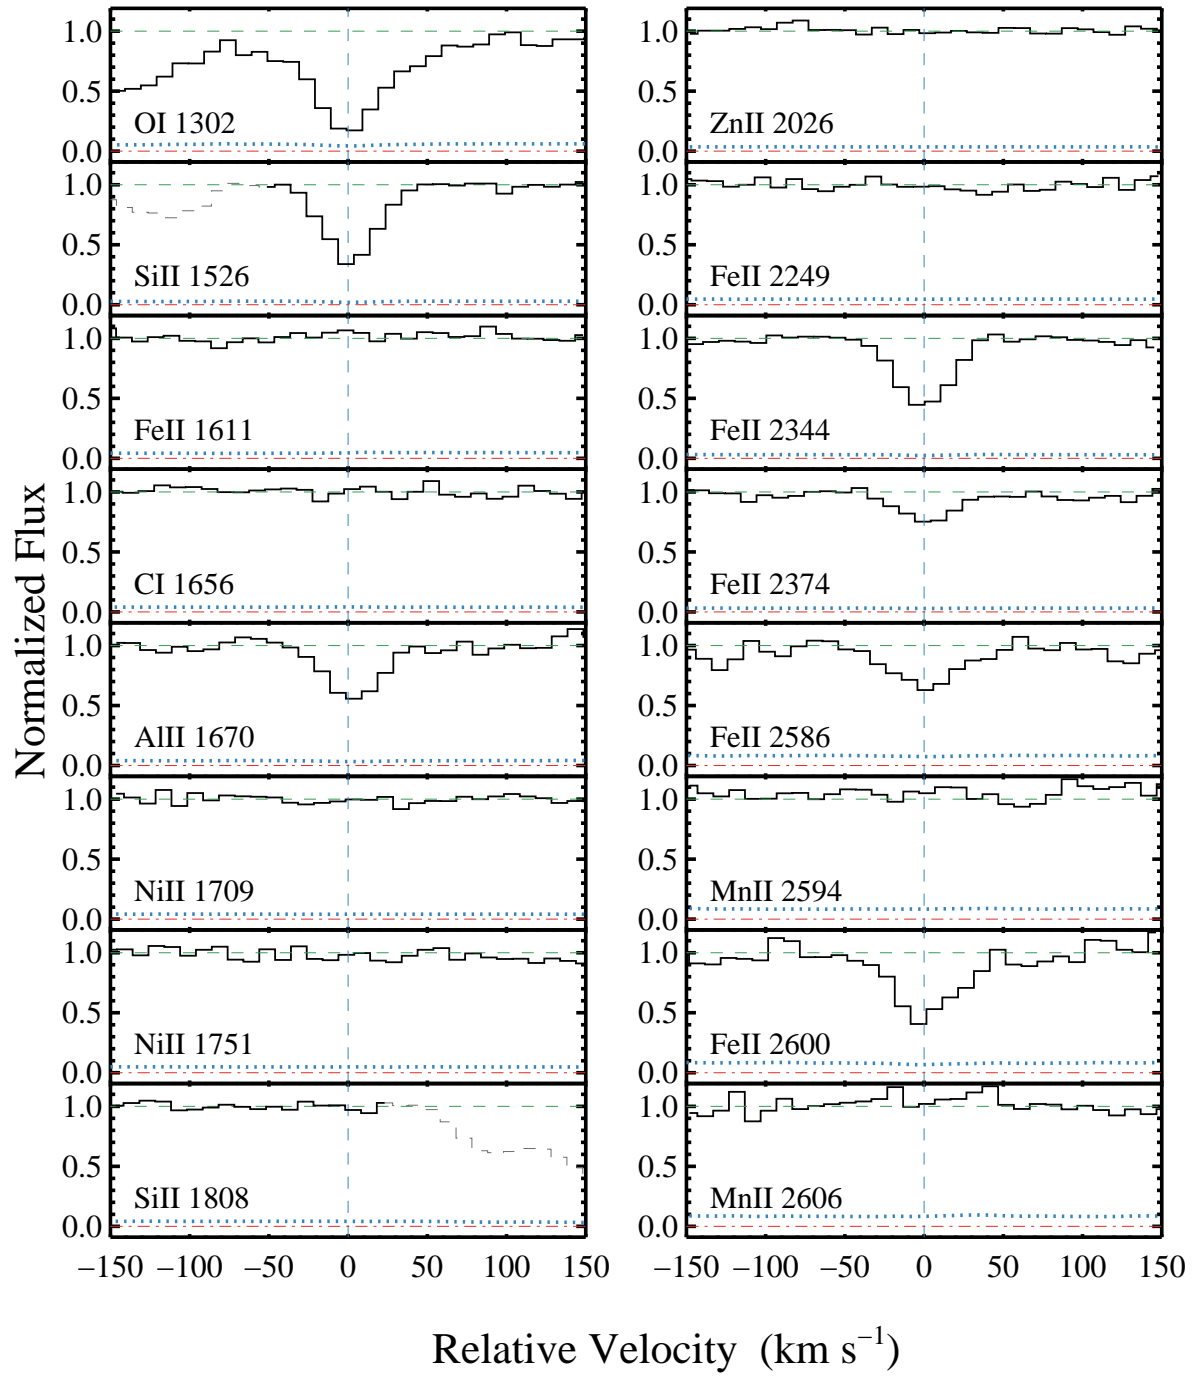 1.0
0.5
OI 1302
0.0
1.0
0.5
SiII 1526
0.0
1.0
0.5
FeII 1611
0.0
1.0
0.5
CI 1656
0.0
1.0
0.5
AlII 1670
0.0
1.0
0.5
NiII 1709
0.0
1.0
0.5
NiII 1751
0.0
1.0
0.5
SiII 1808
0.0
−150 −100 −50 0 50 100 150
Normalized Flux
1.0
0.5
ZnII 2026
0.0
1.0
0.5
FeII 2249
0.0
1.0
0.5
FeII 2344
0.0
1.0
0.5
FeII 2374
0.0
1.0
0.5
FeII 2586
0.0
1.0
0.5
MnII 2594
0.0
1.0
0.5
FeII 2600
0.0
1.0
0.5
MnII 2606
0.0
−150 −100 −50 0 50 100 150
Relative Velocity (km s⁻¹)